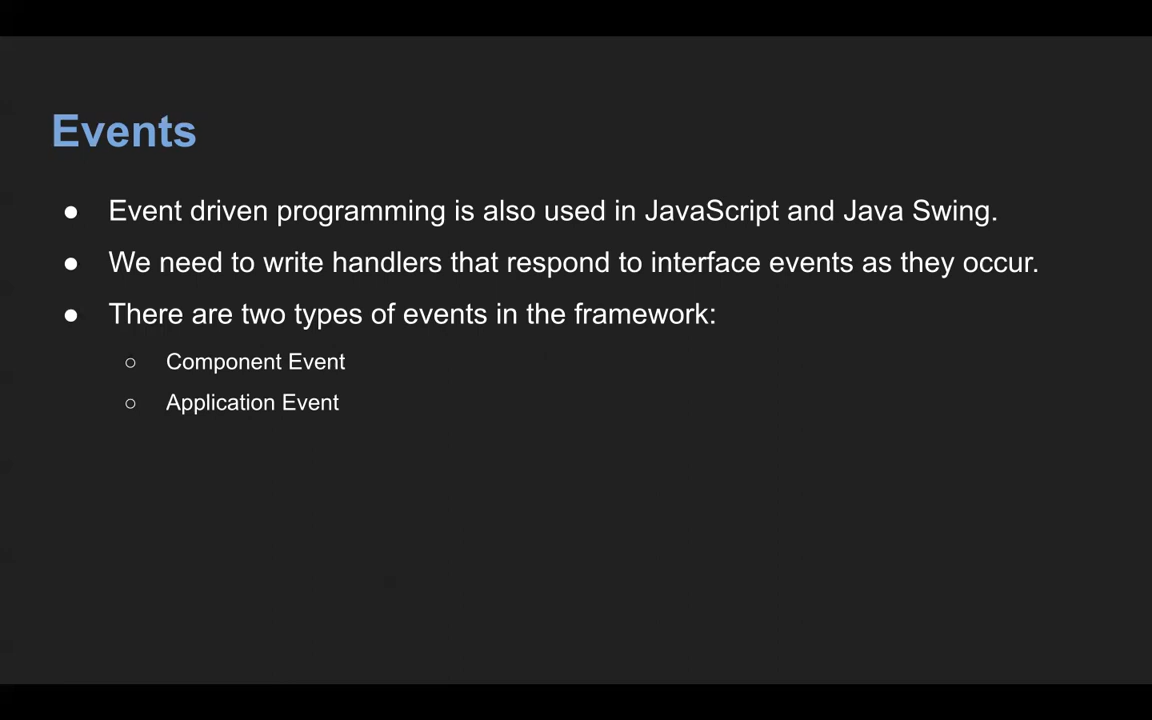 Events
● Event driven programming is also used in JavaScript and Java Swing.
● We need to write handlers that respond to interface events as they occur.
● There are two types of events in the framework:
○ Component Event
○ Application Event